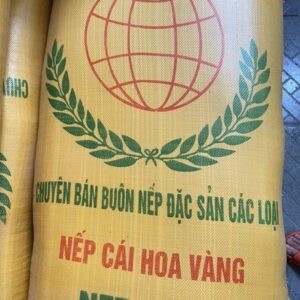 CHUYÊN BÁN BUÔN NẾP ĐẶC SẢN CÁC LOẠI
NẾP CÁI HOA VÀNG